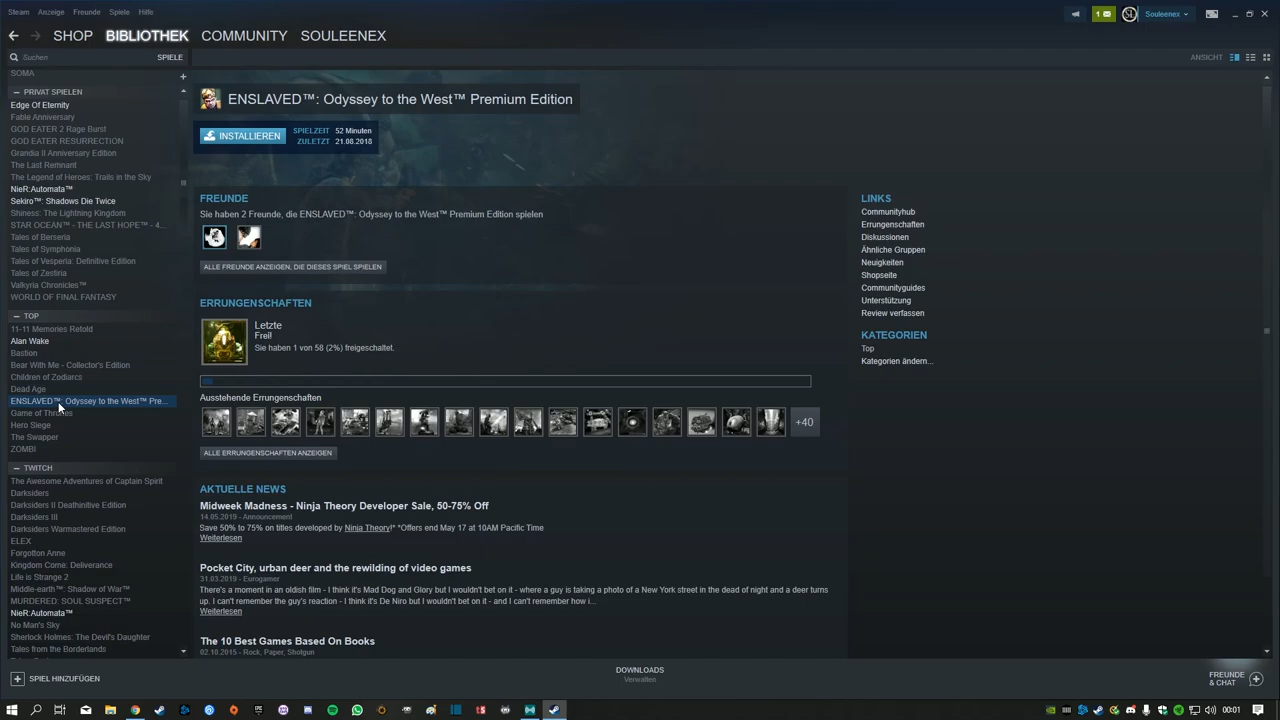 Steam Anzeige Freunde Spiele Hilfe
1
Souleenex
SHOP BIBLIOTHEK COMMUNITY SOULEENEX
Suchen SPIELE
ANSICHT
SOMA
PRIVAT SPIELEN
Edge Of Eternity
Fable Anniversary
GOD EATER 2 Rage Burst
GOD EATER RESURRECTION
Grandia II Anniversary Edition
The Last Remnant
The Legend of Heroes: Trails in the Sky
NieR:Automata™
Sekiro™: Shadows Die Twice
Shiness: The Lightning Kingdom
STAR OCEAN™ - THE LAST HOPE™ - 4...
Tales of Berseria
Tales of Symphonia
Tales of Vesperia: Definitive Edition
Tales of Zestiria
Valkyria Chronicles™
WORLD OF FINAL FANTASY
TOP
11-11 Memories Retold
Alan Wake
Bastion
Bear With Me - Collector's Edition
Children of Zodiarcs
Dead Age
ENSLAVED™: Odyssey to the West™ Pre...
Game of Thrones
Hero Siege
The Swapper
ZOMBI
TWITCH
The Awesome Adventures of Captain Spirit
Darksiders
Darksiders II Deathinitive Edition
Darksiders III
Darksiders Warmastered Edition
ELEX
Forgotton Anne
Kingdom Come: Deliverance
Life is Strange 2
Middle-earth™: Shadow of War™
MURDERED: SOUL SUSPECT™
NieR:Automata™
No Man's Sky
Sherlock Holmes: The Devil's Daughter
Tales from the Borderlands
ENSLAVED™: Odyssey to the West™ Premium Edition
INSTALLIEREN
SPIELZEIT 52 Minuten
ZULETZT 21.08.2018
FREUNDE
Sie haben 2 Freunde, die ENSLAVED™: Odyssey to the West™ Premium Edition spielen
ALLE FREUNDE ANZEIGEN, DIE DIESES SPIEL SPIELEN
ERRUNGENSCHAFTEN
Letzte
Frei!
Sie haben 1 von 58 (2%) freigeschaltet.
Ausstehende Errungenschaften
+40
ALLE ERRUNGENSCHAFTEN ANZEIGEN
AKTUELLE NEWS
Midweek Madness - Ninja Theory Developer Sale, 50-75% Off
14.05.2019 - Announcement
Save 50% to 75% on titles developed by Ninja Theory!* *Offers end May 17 at 10AM Pacific Time
Weiterlesen
Pocket City, urban deer and the rewilding of video games
31.03.2019 - Eurogamer
There's a moment in an oldish film - I think it's Mad Dog and Glory but I wouldn't bet on it - where a guy is taking a photo of a New York street in the dead of night and a deer turns
up. I can't remember the guy's reaction - I think it's De Niro but I wouldn't bet on it - and I can't remember how i...
Weiterlesen
The 10 Best Games Based On Books
02.10.2015 - Rock, Paper, Shotgun
LINKS
Communityhub
Errungenschaften
Diskussionen
Ähnliche Gruppen
Neuigkeiten
Shopseite
Communityguides
Unterstützung
Review verfassen
KATEGORIEN
Top
Kategorien ändern...
SPIEL HINZUFÜGEN
DOWNLOADS
Verwalten
FREUNDE
& CHAT
00:01